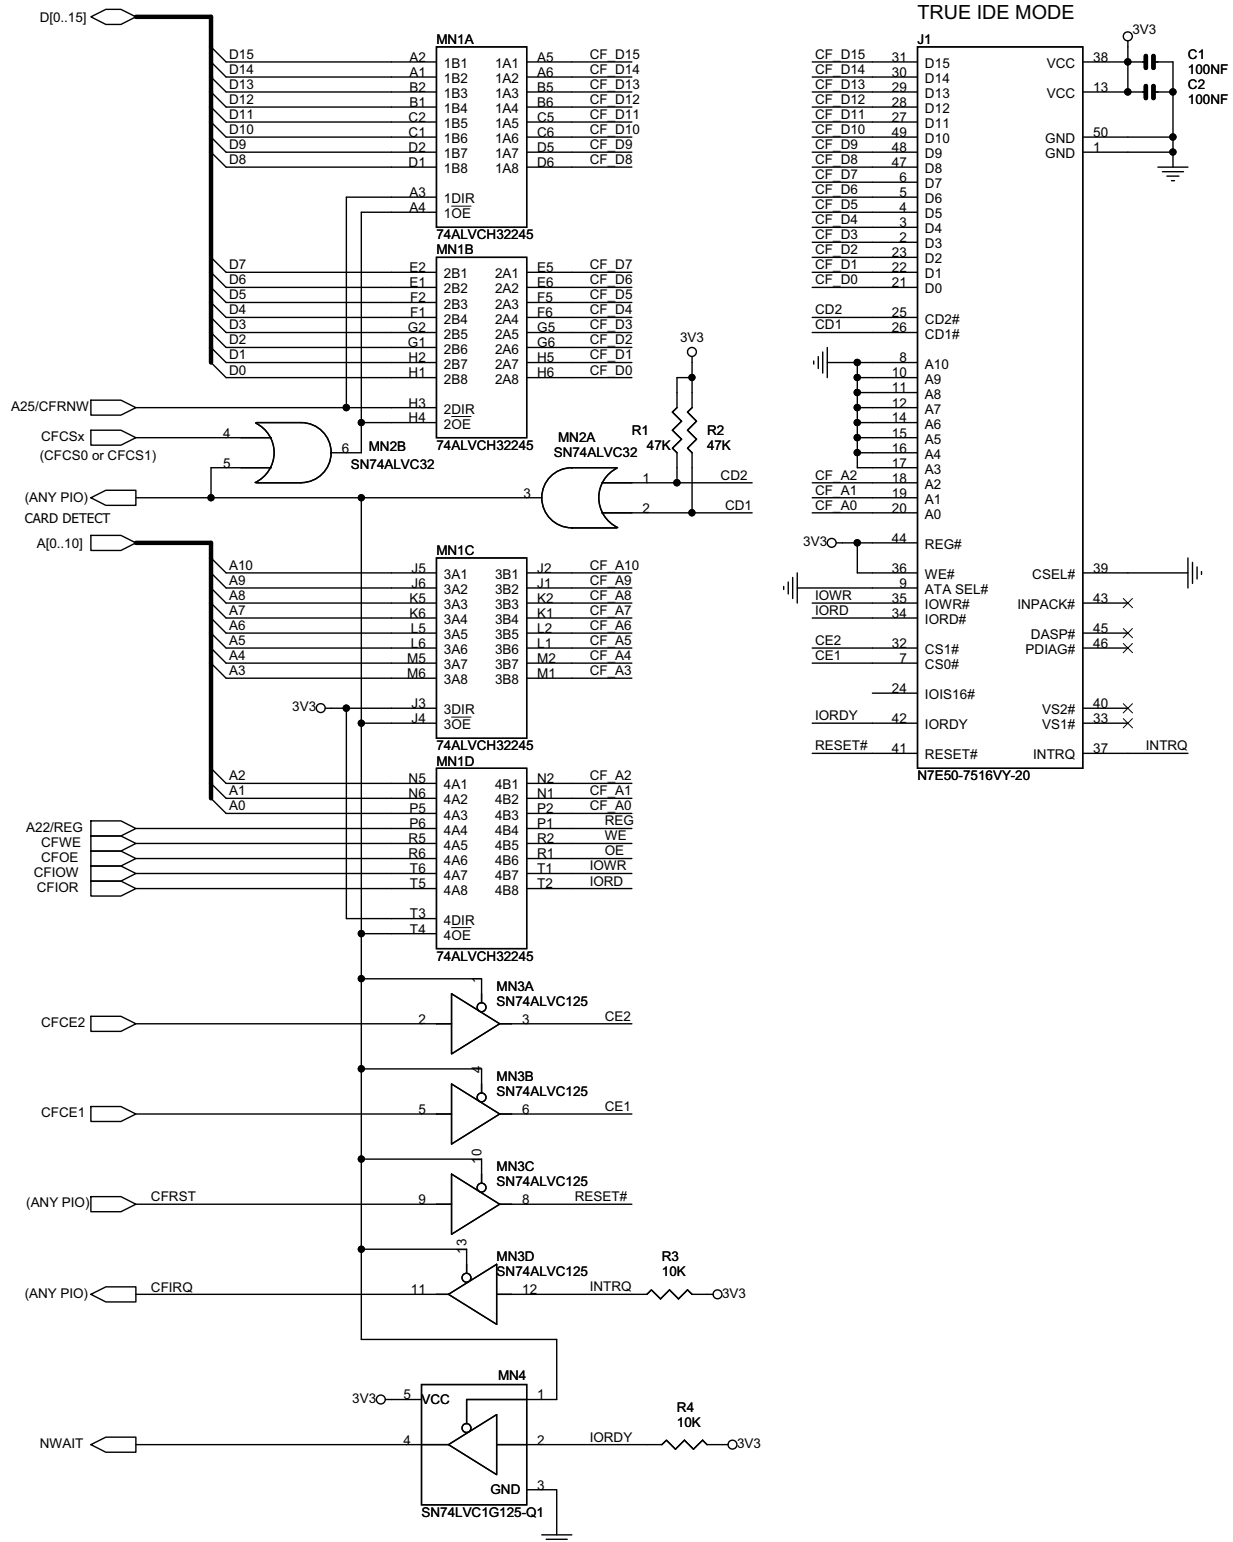 TRUE IDE MODE
D[0..15]
MN1A
D15 A2 1B1 1A1 A5 CF_D15
D14 A1 1B2 1A2 A6 CF_D14
D13 B2 1B3 1A3 B5 CF_D13
D12 B1 1B4 1A4 B6 CF_D12
D11 C2 1B5 1A5 C5 CF_D11
D10 C1 1B6 1A6 C6 CF_D10
D9 D2 1B7 1A7 D5 CF_D9
D8 D1 1B8 1A8 D6 CF_D8
A3 1DIR
A4 1OE
74ALVCH32245
MN1B
D7 E2 2B1 2A1 E5 CF_D7
D6 E1 2B2 2A2 E6 CF_D6
D5 F2 2B3 2A3 F5 CF_D5
D4 F1 2B4 2A4 F6 CF_D4
D3 G2 2B5 2A5 G5 CF_D3
D2 G1 2B6 2A6 G6 CF_D2
D1 H2 2B7 2A7 H5 CF_D1
D0 H1 2B8 2A8 H6 CF_D0
A25/CFRNW H3 2DIR
H4 2OE
74ALVCH32245
CFCSx 4
(CFCS0 or CFCS1) 5
6 MN2B
SN74ALVC32
3V3
R1 47K
R2 47K
MN2A
SN74ALVC32
1 CD2
2 CD1
3
(ANY PIO)
CARD DETECT
A[0..10]
MN1C
A10 J5 3A1 3B1 J2 CF_A10
A9 J6 3A2 3B2 J1 CF_A9
A8 K5 3A3 3B3 K2 CF_A8
A7 K6 3A4 3B4 K1 CF_A7
A6 L5 3A5 3B5 L2 CF_A6
A5 L6 3A6 3B6 L1 CF_A5
A4 M5 3A7 3B7 M2 CF_A4
A3 M6 3A8 3B8 M1 CF_A3
3V3 J3 3DIR
J4 3OE
74ALVCH32245
MN1D
A2 N5 4A1 4B1 N2 CF_A2
A1 N6 4A2 4B2 N1 CF_A1
A0 P5 4A3 4B3 P2 CF_A0
A22/REG P6 4A4 4B4 P1 REG
CFWE R5 4A5 4B5 R2 WE
CFOE R6 4A6 4B6 R1 OE
CFIOW T6 4A7 4B7 T1 IOWR
CFIOR T5 4A8 4B8 T2 IORD
T3 4DIR
T4 4OE
74ALVCH32245
1 MN3A
SN74ALVC125
CFCE2 2 3 CE2
4 MN3B
SN74ALVC125
CFCE1 5 6 CE1
10 MN3C
SN74ALVC125
(ANY PIO) CFRST 9 8 RESET#
13 MN3D
SN74ALVC125
R3
10K
(ANY PIO) CFIRQ 11 12 INTRQ 3V3
MN4
3V3 5 VCC 1
R4
10K
NWAIT 4 2 IORDY 3V3
GND 3
SN74LVC1G125-Q1
J1
CF_D15 31 D15
CF_D14 30 D14
CF_D13 29 D13
CF_D12 28 D12
CF_D11 27 D11
CF_D10 49 D10
CF_D9 48 D9
CF_D8 47 D8
CF_D7 6 D7
CF_D6 5 D6
CF_D5 4 D5
CF_D4 3 D4
CF_D3 2 D3
CF_D2 23 D2
CF_D1 22 D1
CF_D0 21 D0
CD2 25 CD2#
CD1 26 CD1#
8 A10
10 A9
11 A8
12 A7
14 A6
15 A5
16 A4
17 A3
CF_A2 18 A2
CF_A1 19 A1
CF_A0 20 A0
3V3 44 REG#
36 WE#
9 ATA SEL#
IOWR 35 IOWR#
IORD 34 IORD#
CE2 32 CS1#
CE1 7 CS0#
24 IOIS16#
IORDY 42 IORDY
RESET# 41 RESET#
3V3
VCC 38
VCC 13
C1
100NF
C2
100NF
GND 50
GND 1
CSEL# 39
INPACK# 43
DASP# 45
PDIAG# 46
VS2# 40
VS1# 33
INTRQ 37 INTRQ
N7E50-7516VY-20